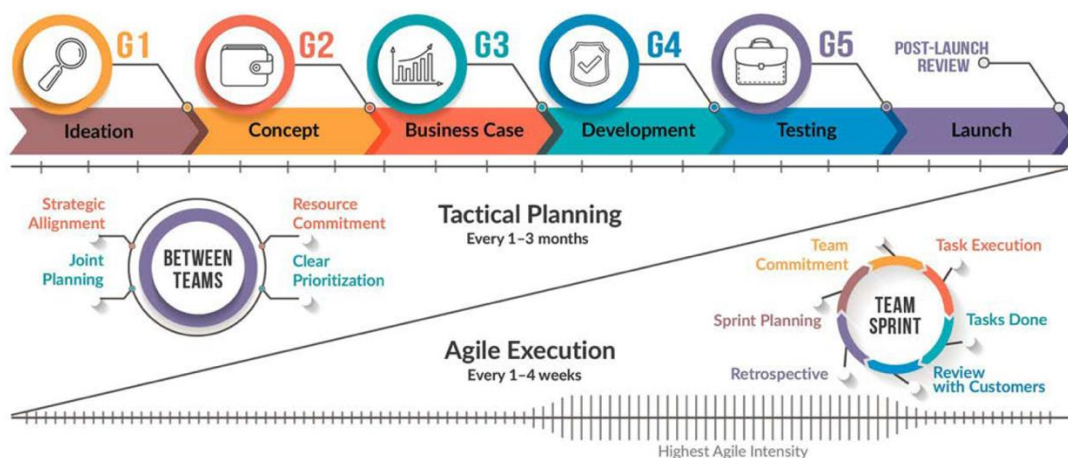 G1
G2
G3
G4
G5
POST-LAUNCH
REVIEW
Ideation
Concept
Business Case
Development
Testing
Launch
Strategic
Allignment
Joint
Planning
BETWEEN
TEAMS
Resource
Commitment
Clear
Prioritization
Tactical Planning
Every 1–3 months
Team
Commitment
Task Execution
Sprint Planning
TEAM
SPRINT
Tasks Done
Retrospective
Review
with Customers
Agile Execution
Every 1–4 weeks
Highest Agile Intensity